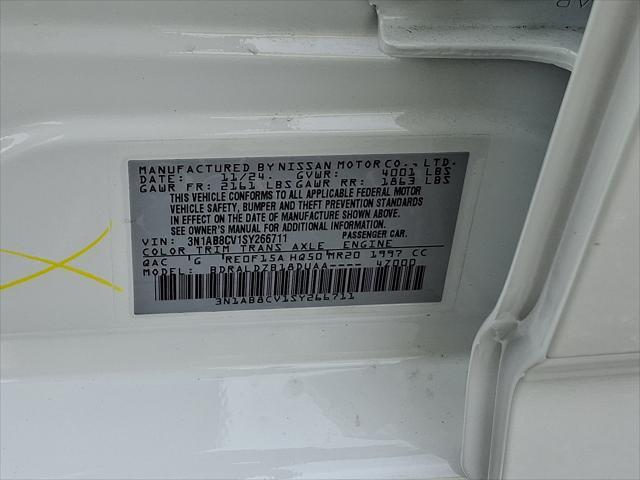 MANUFACTURED BY NISSAN MOTOR CO., LTD.
DATE: 11/24. GVWR: 4001 LBS
GAWR FR: 2161 LBS GAWR RR: 1863 LBS
THIS VEHICLE CONFORMS TO ALL APPLICABLE FEDERAL MOTOR
VEHICLE SAFETY, BUMPER AND THEFT PREVENTION STANDARDS
IN EFFECT ON THE DATE OF MANUFACTURE SHOWN ABOVE.
SEE OWNER'S MANUAL FOR ADDITIONAL INFORMATION.
VIN: 3N1AB8CV1SY266711 PASSENGER CAR.
COLOR TRIM TRANS AXLE ENGINE
QAC G RE0F15A HQ50 MR20 1997 CC
BDRALDZB18DUAA---- 47000
3N1AB8CV1SY266711